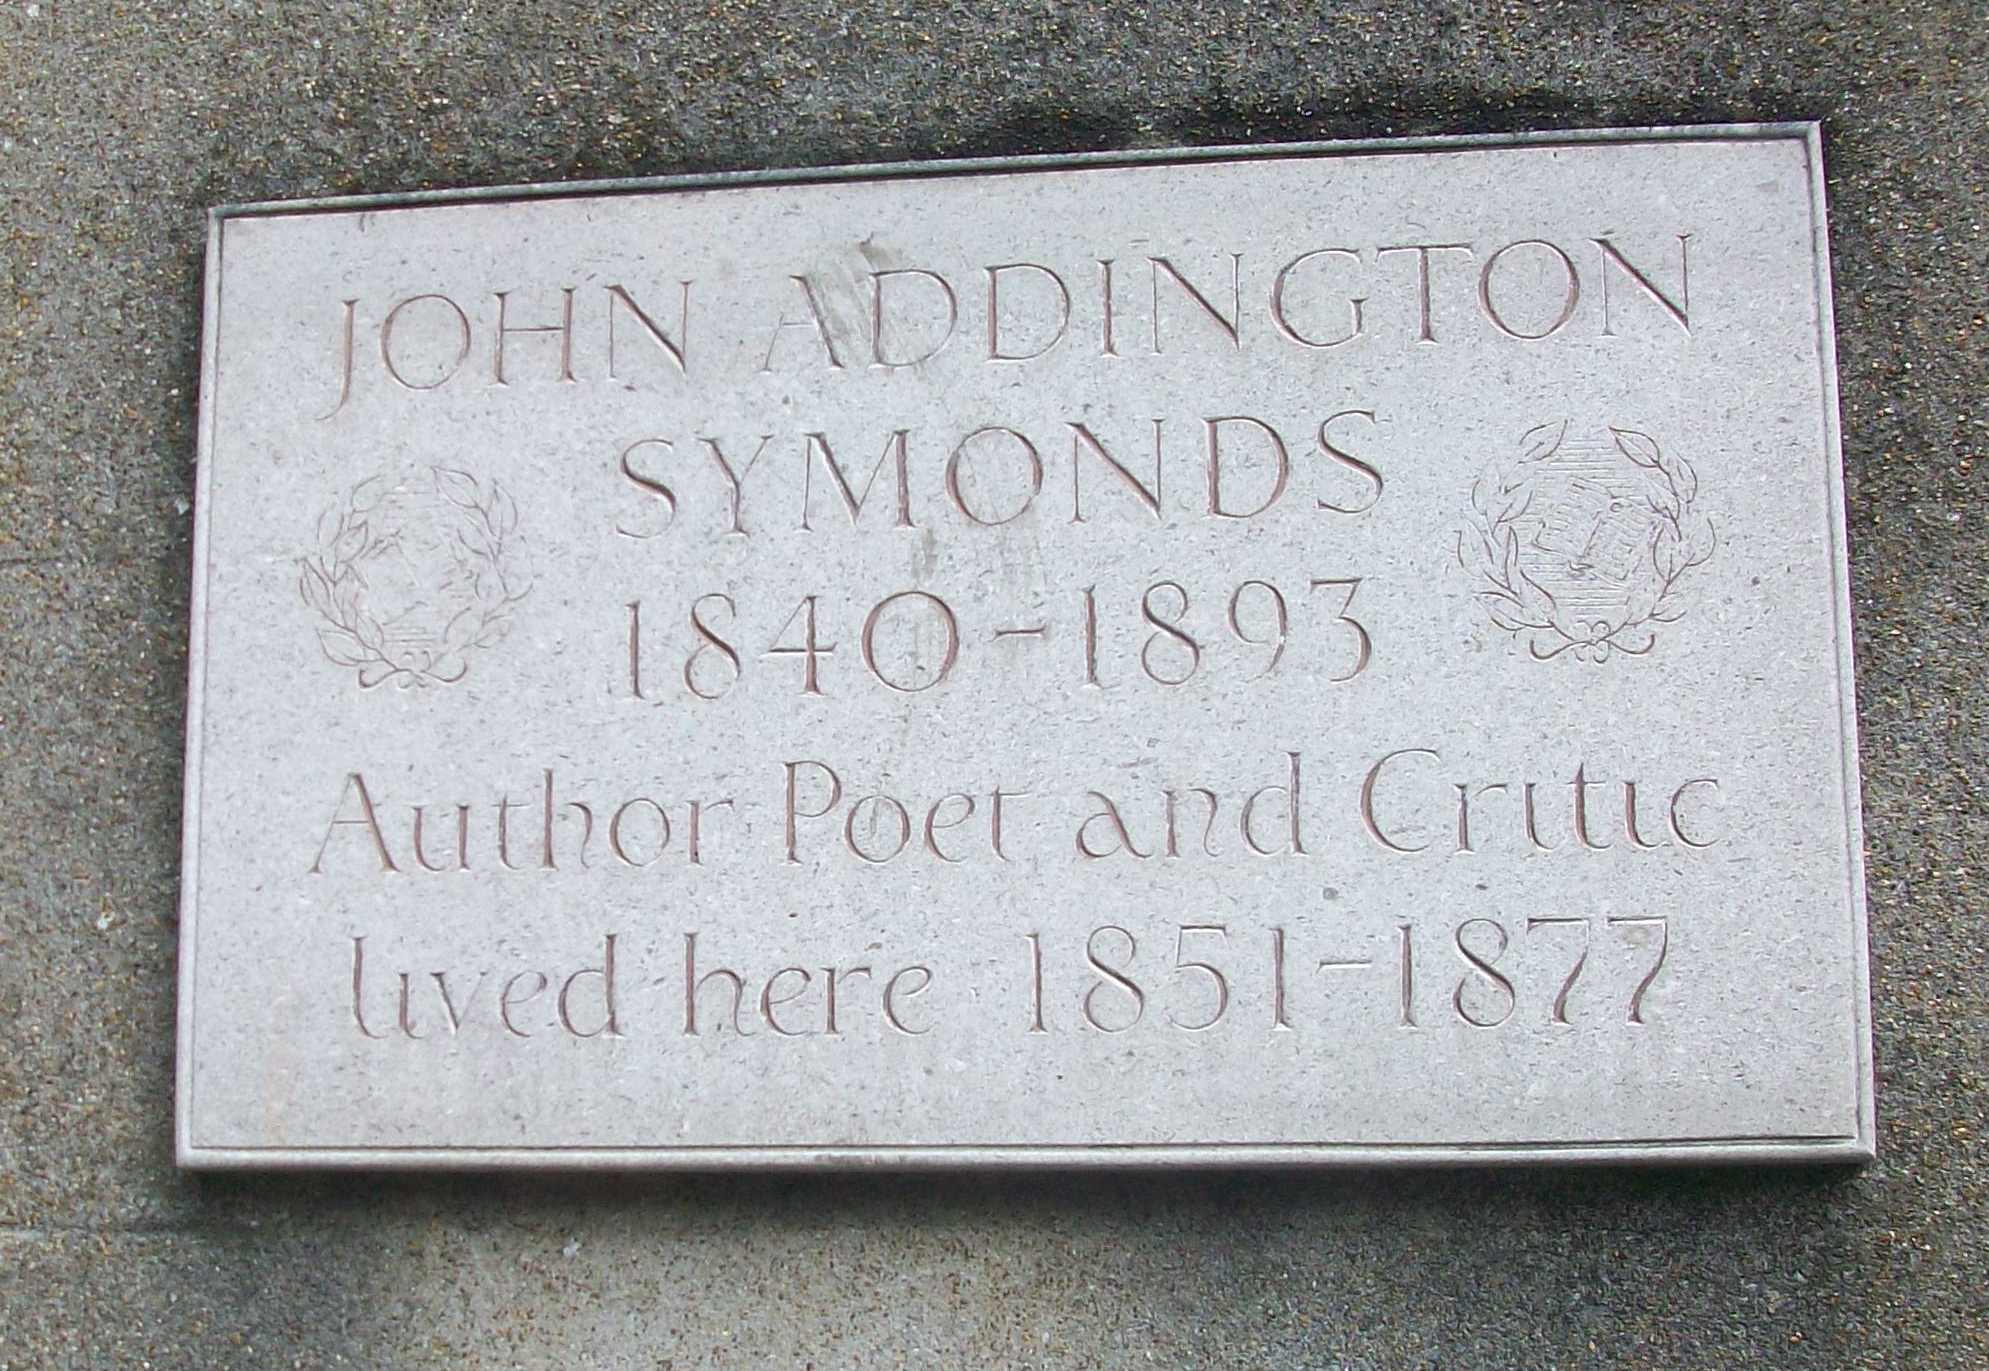 JOHN ADDINGTON
SYMONDS
1840-1893
Author Poet and Critic
lived here 1851-1877